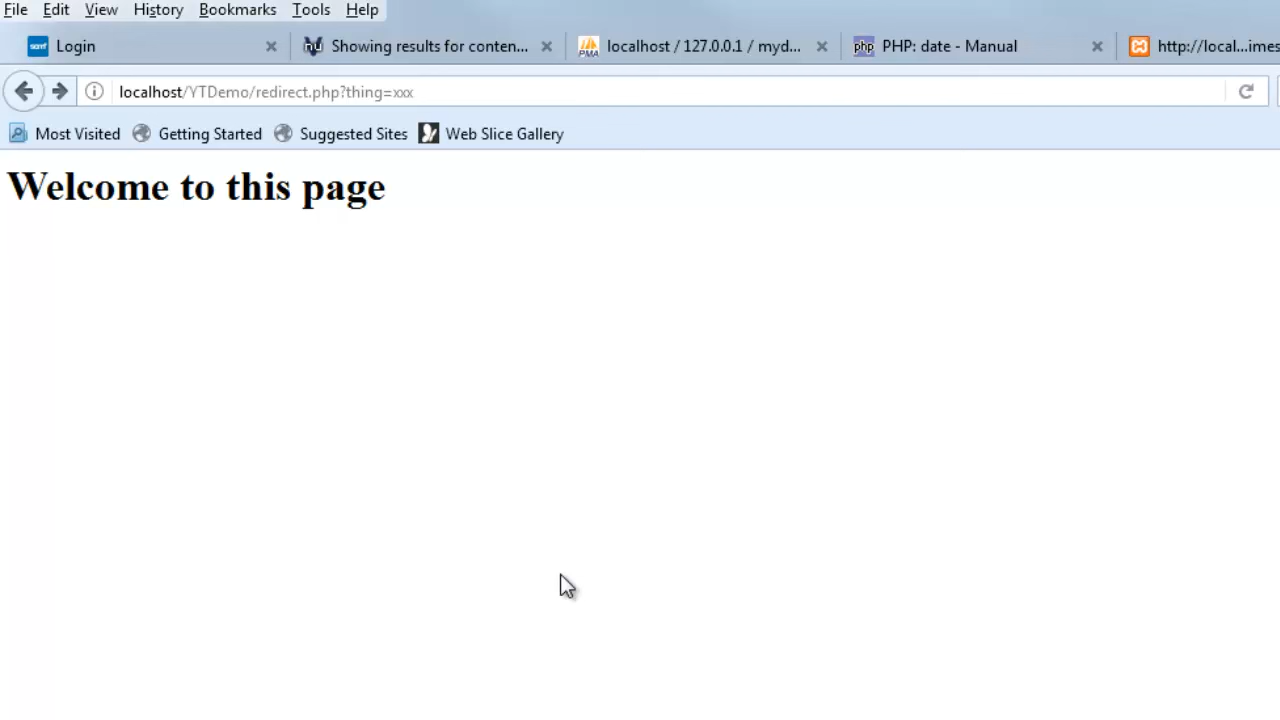 File Edit View History Bookmarks Tools Help
Login Showing results for conten... PMA localhost / 127.0.0.1 / myd... php PHP: date - Manual http://local...imes
localhost/YTDemo/redirect.php?thing=xxx
Most Visited Getting Started Suggested Sites Web Slice Gallery
Welcome to this page